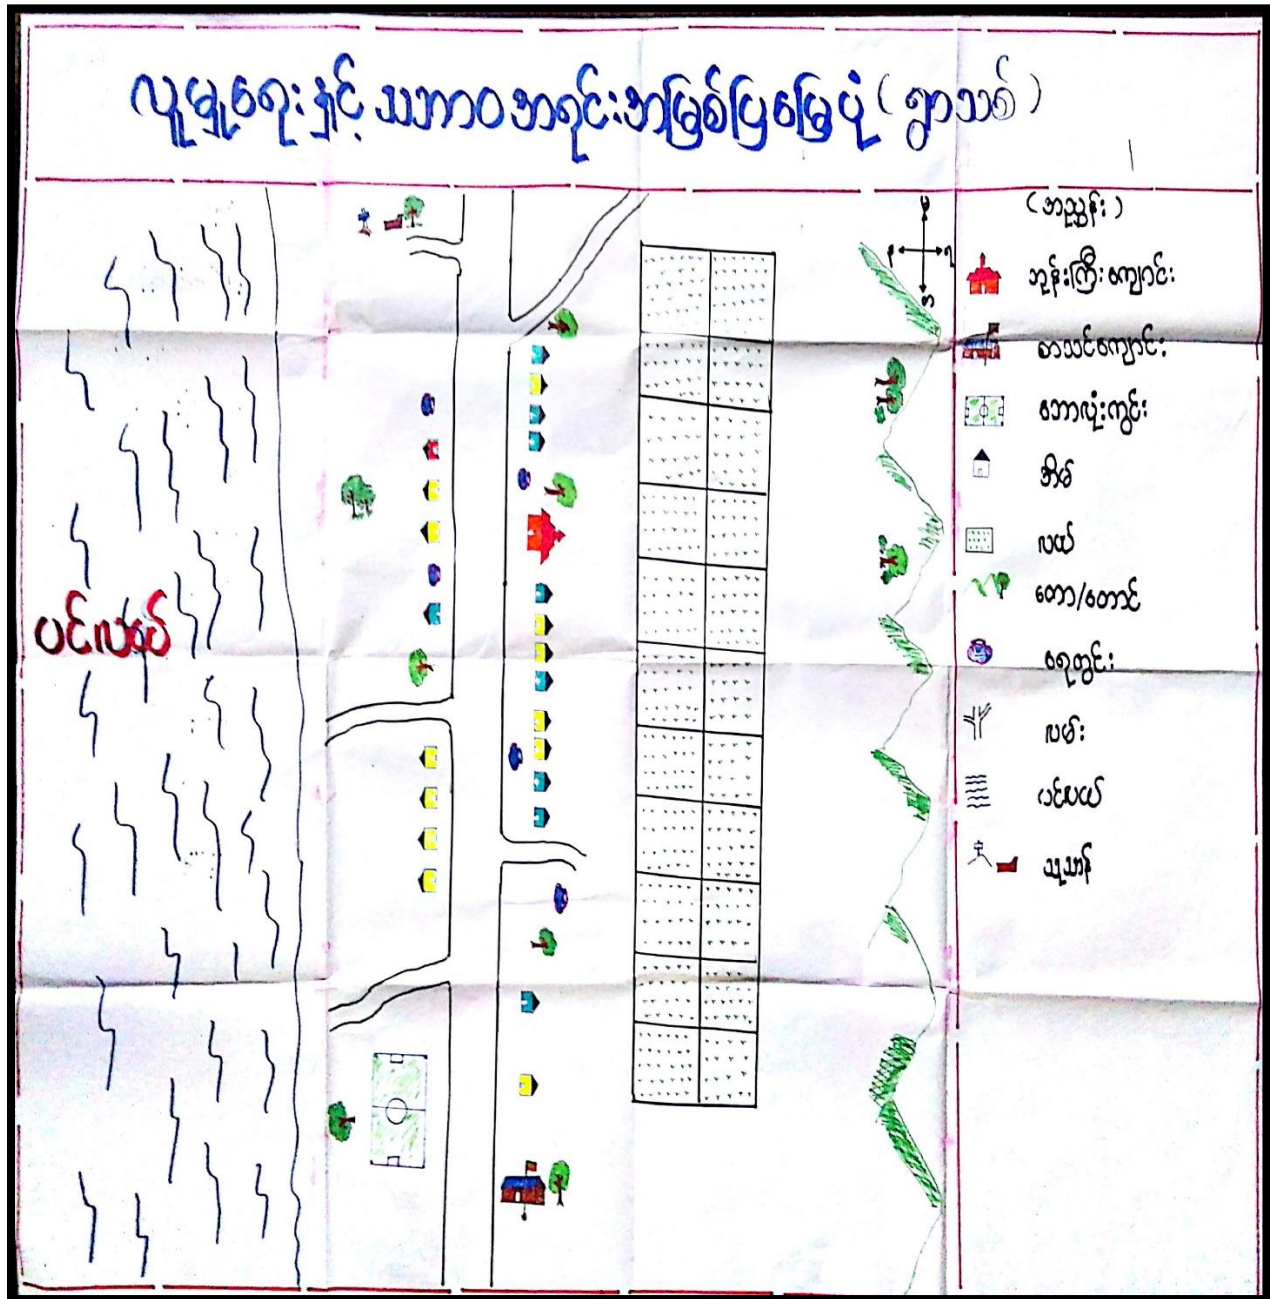 လူမှုရေးနှင့် သဘာဝအရင်းအမြစ်ပြမြေပုံ (ရွာသစ်)
(အညွှန်း)
ဘုန်းကြီးကျောင်း
စာသင်ကျောင်း
ဘောလုံးကွင်း
အိမ်
လယ်
တော/တောင်
ရေတွင်း
လမ်း
ပင်လယ်
သုသာန်
ပင်လယ်